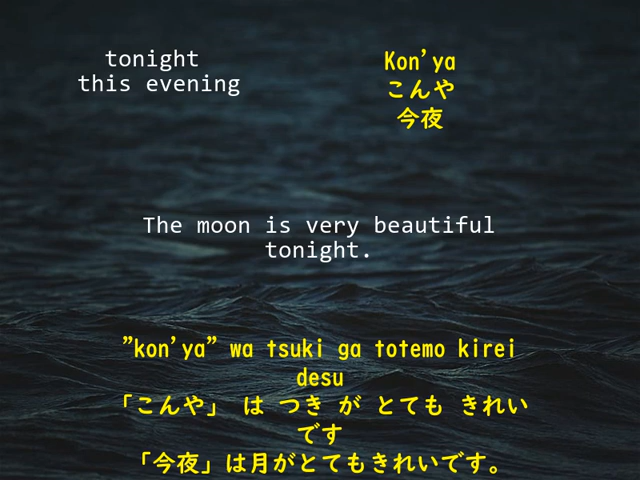 tonight
this evening
Kon'ya
こんや
今夜
The moon is very beautiful
tonight.
”kon'ya” wa tsuki ga totemo kirei
desu
「こんや」 は つき が とても きれい
です
「今夜」は月がとてもきれいです。